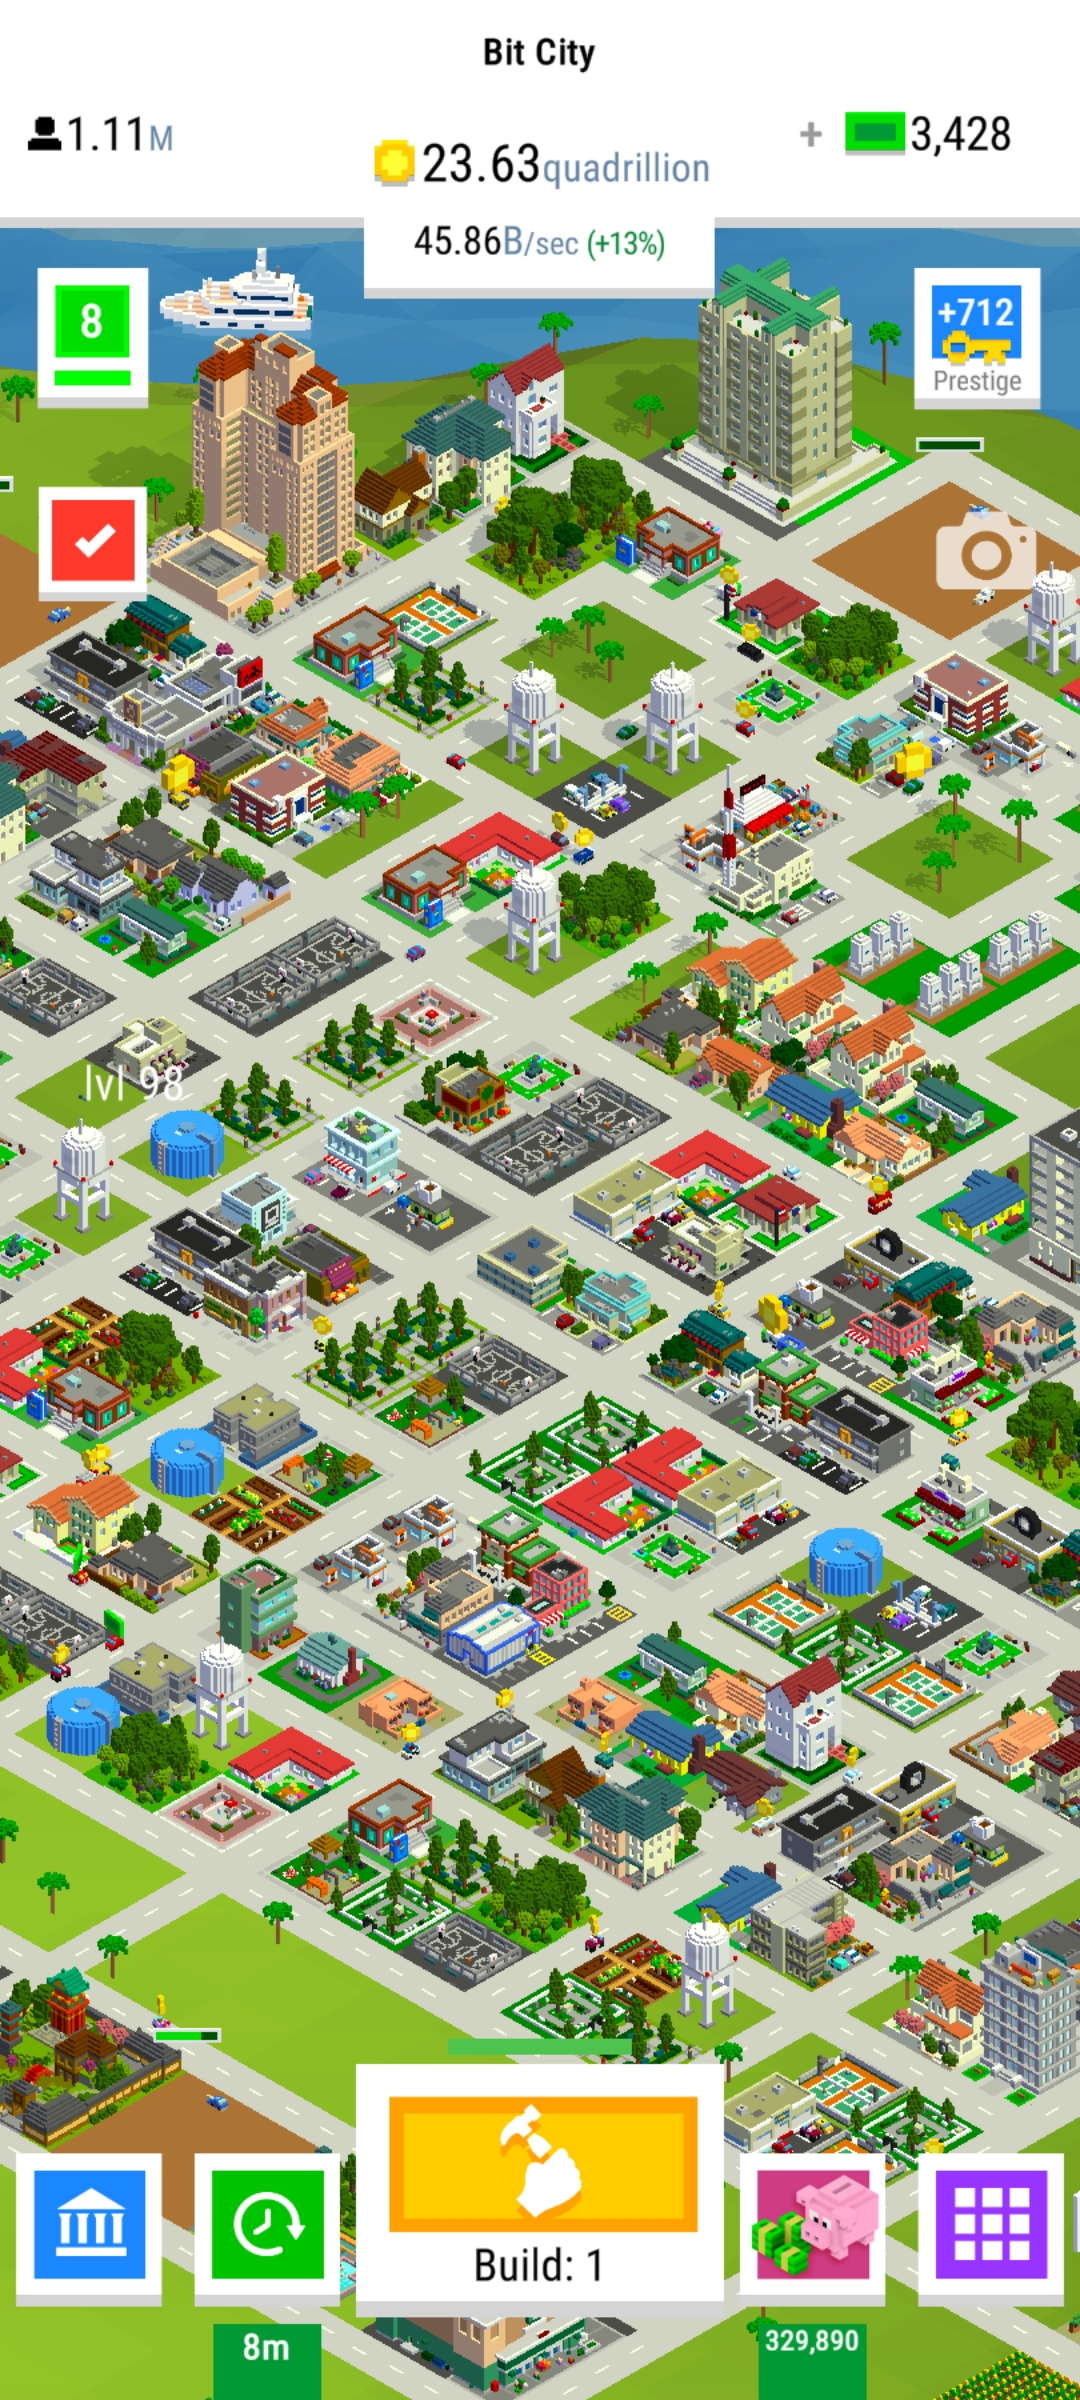 Bit City
1.11M
23.63quadrillion
+ 3,428
45.86B/sec (+13%)
8
+712
Prestige
lvl 98
Build: 1
8m
329,890